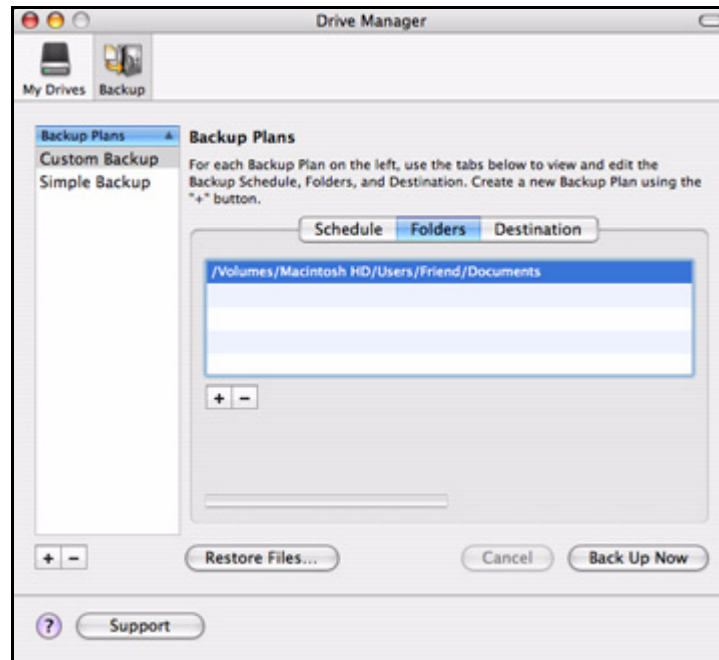 Drive Manager
My Drives
Backup
Backup Plans
Custom Backup
Simple Backup
Backup Plans
For each Backup Plan on the left, use the tabs below to view and edit the
Backup Schedule, Folders, and Destination. Create a new Backup Plan using the
"+" button.
Schedule
Folders
Destination
/Volumes/Macintosh HD/Users/Friend/Documents
+ −
+ −
Restore Files...
Cancel
Back Up Now
?
Support